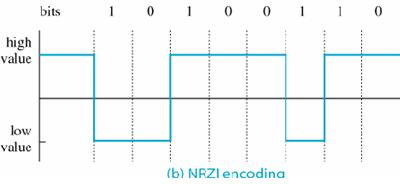 bits 1 0 1 0 0 1 1 0
high
value
low
value
(b) NRZI encoding